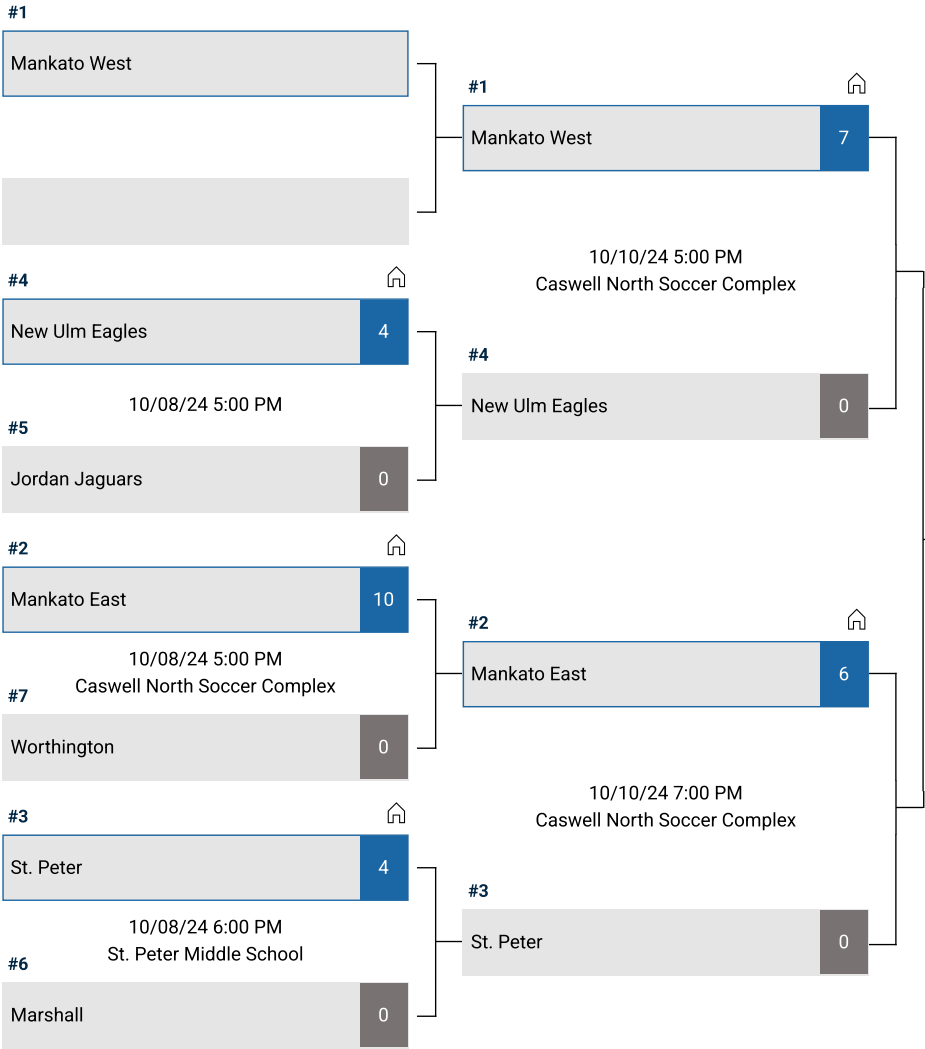 #1
Mankato West
#4
New Ulm Eagles
4
10/08/24 5:00 PM
#5
Jordan Jaguars
0
#2
Mankato East
10
10/08/24 5:00 PM
Caswell North Soccer Complex
#7
Worthington
0
#3
St. Peter
4
10/08/24 6:00 PM
St. Peter Middle School
#6
Marshall
0
#1
Mankato West
7
10/10/24 5:00 PM
Caswell North Soccer Complex
#4
New Ulm Eagles
0
#2
Mankato East
6
10/10/24 7:00 PM
Caswell North Soccer Complex
#3
St. Peter
0